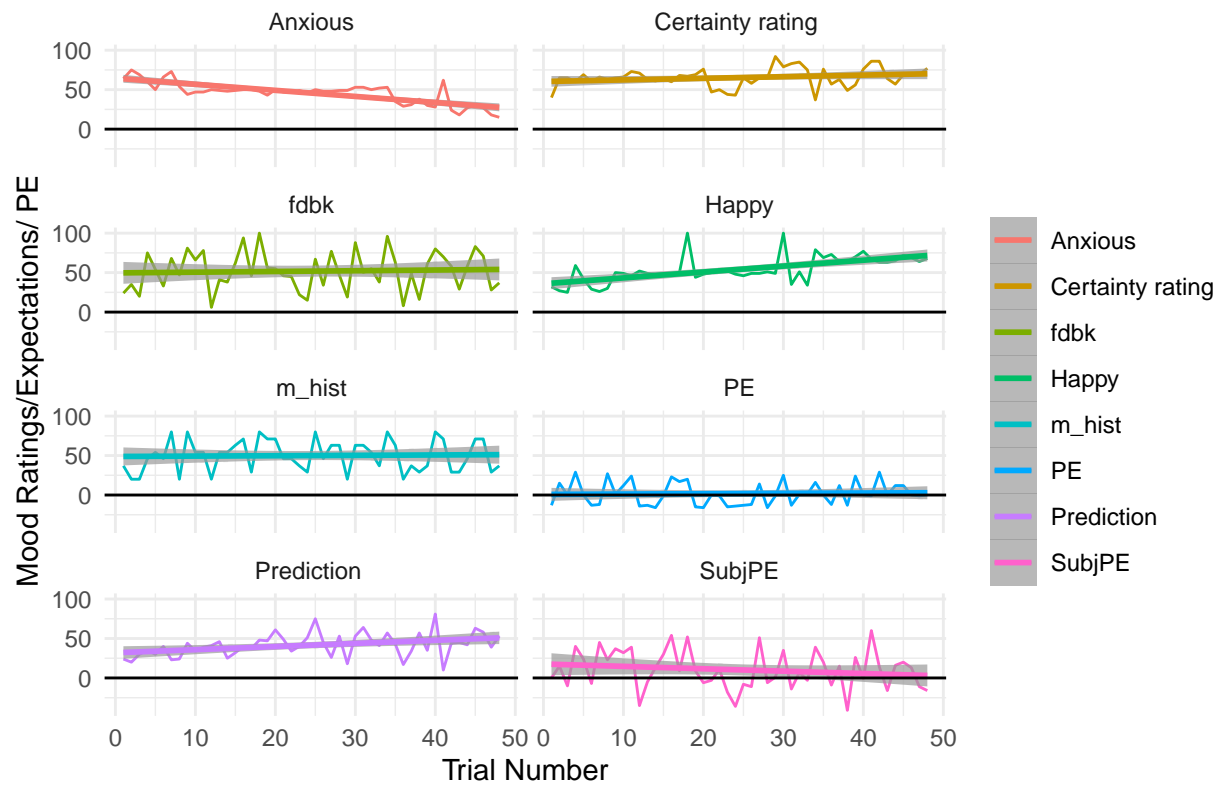 Anxious
Certainty rating
100
50
0
fdbk
Happy
100
50
0
m_hist
PE
100
50
0
Prediction
SubjPE
100
50
0
0 10 20 30 40 50
0 10 20 30 40 50
Trial Number
Mood Ratings/Expectations/ PE
Anxious
Certainty rating
fdbk
Happy
m_hist
PE
Prediction
SubjPE